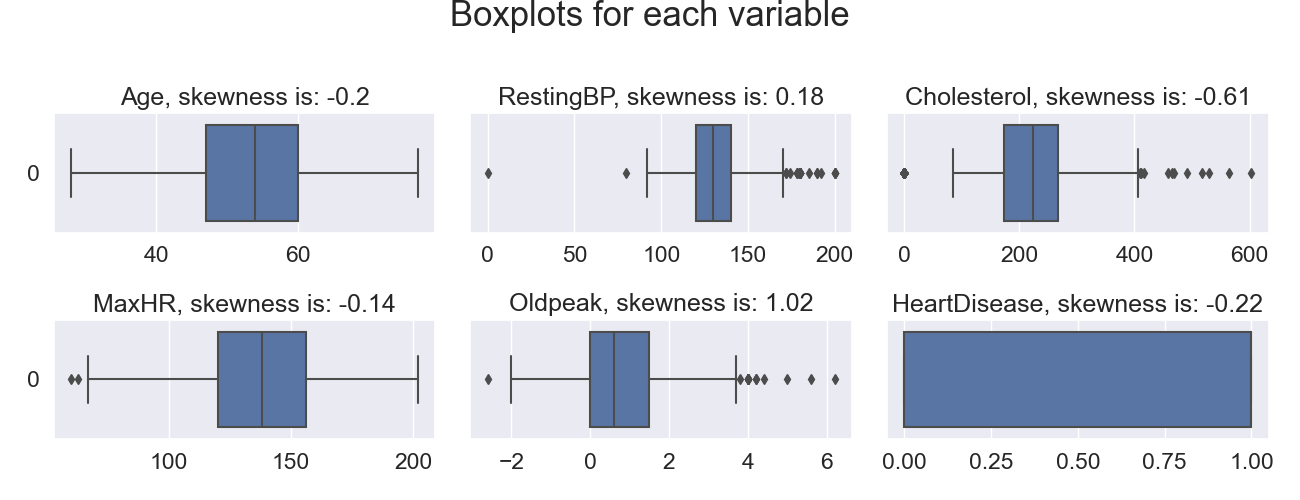 Boxplots for each variable
Age, skewness is: -0.2
RestingBP, skewness is: 0.18
Cholesterol, skewness is: -0.61
0
40 60
0 50 100 150 200
0 200 400 600
MaxHR, skewness is: -0.14
Oldpeak, skewness is: 1.02
HeartDisease, skewness is: -0.22
0
100 150 200
−2 0 2 4 6
0.00 0.25 0.50 0.75 1.00